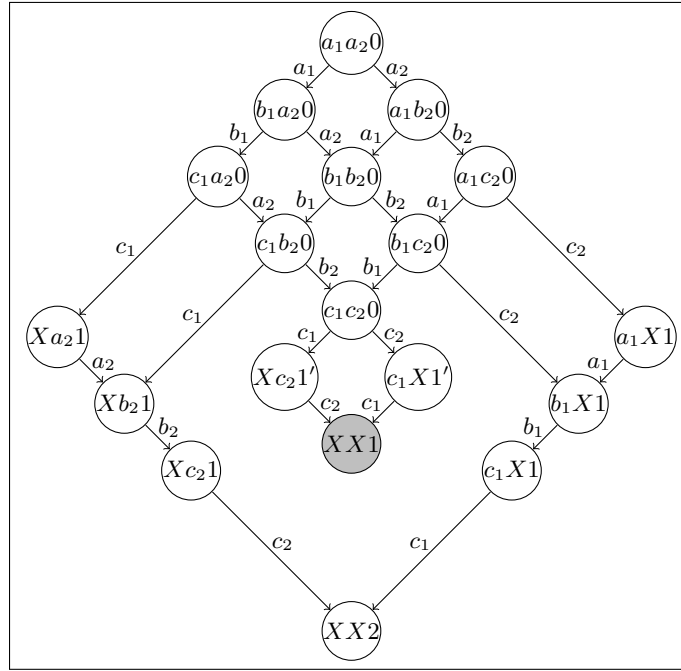 a₁a₂0
a₁ a₂
b₁a₂0 a₁b₂0
b₁ a₂ a₁ b₂
c₁a₂0 b₁b₂0 a₁c₂0
a₂ b₁ b₂ a₁
c₁ c₂
c₁b₂0 b₁c₂0
b₂ b₁
c₁ c₂
c₁c₂0
Xa₂1 c₁ c₂ a₁X1
a₂ a₁
Xc₂1′ c₁X1′
Xb₂1 c₂ c₁ b₁X1
b₂ b₁
XX1
Xc₂1 c₁X1
c₂ c₁
XX2